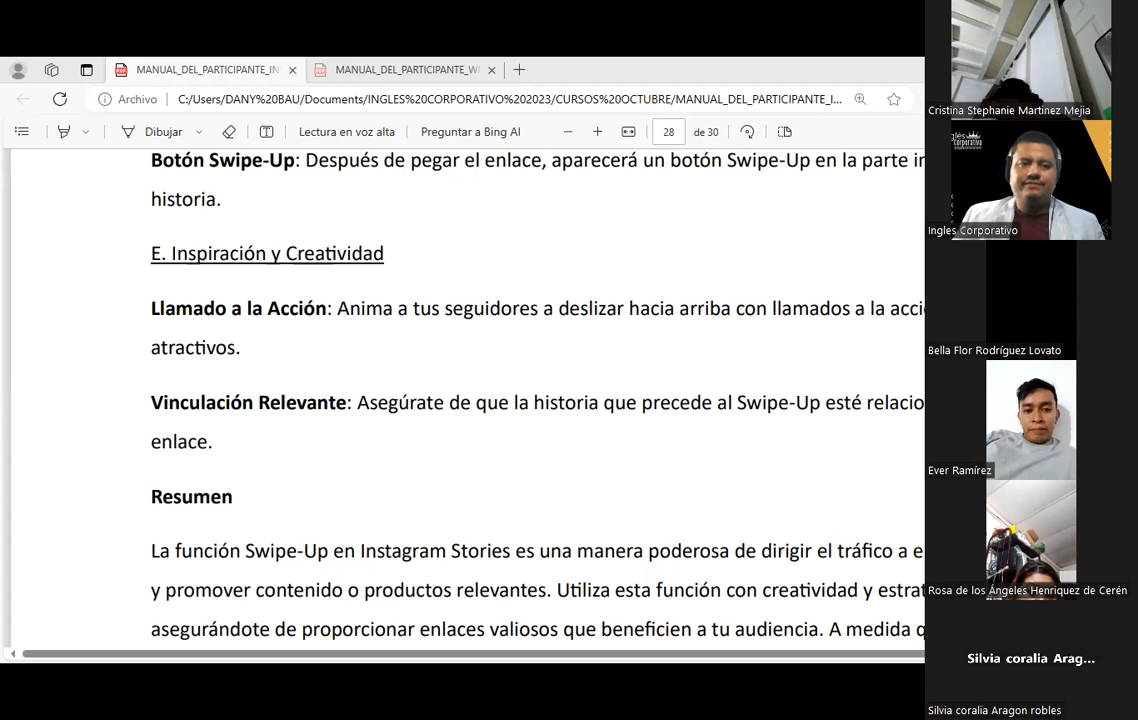 MANUAL_DEL_PARTICIPANTE_IN
MANUAL_DEL_PARTICIPANTE_W
Archivo
C:/Users/DANY%20BAU/Documents/INGLES%20CORPORATIVO%202023/CURSOS%20OCTUBRE/MANUAL_DEL_PARTICIPANTE_I...
Dibujar
Lectura en voz alta
Preguntar a Bing AI
28
de 30
Botón Swipe-Up: Después de pegar el enlace, aparecerá un botón Swipe-Up en la parte
historia.
E. Inspiración y Creatividad
Llamado a la Acción: Anima a tus seguidores a deslizar hacia arriba con llamados a la acci
atractivos.
Vinculación Relevante: Asegúrate de que la historia que precede al Swipe-Up esté relacio
enlace.
Resumen
La función Swipe-Up en Instagram Stories es una manera poderosa de dirigir el tráfico a e
y promover contenido o productos relevantes. Utiliza esta función con creatividad y estrat
asegurándote de proporcionar enlaces valiosos que beneficien a tu audiencia. A medida q
Cristina Stephanie Martinez Mejia
glés
corporativo
Ingles Corporativo
Bella Flor Rodríguez Lovato
Ever Ramírez
Rosa de los Ángeles Henriquez de Cerén
Silvia coralia Arag...
Silvia coralia Aragon robles